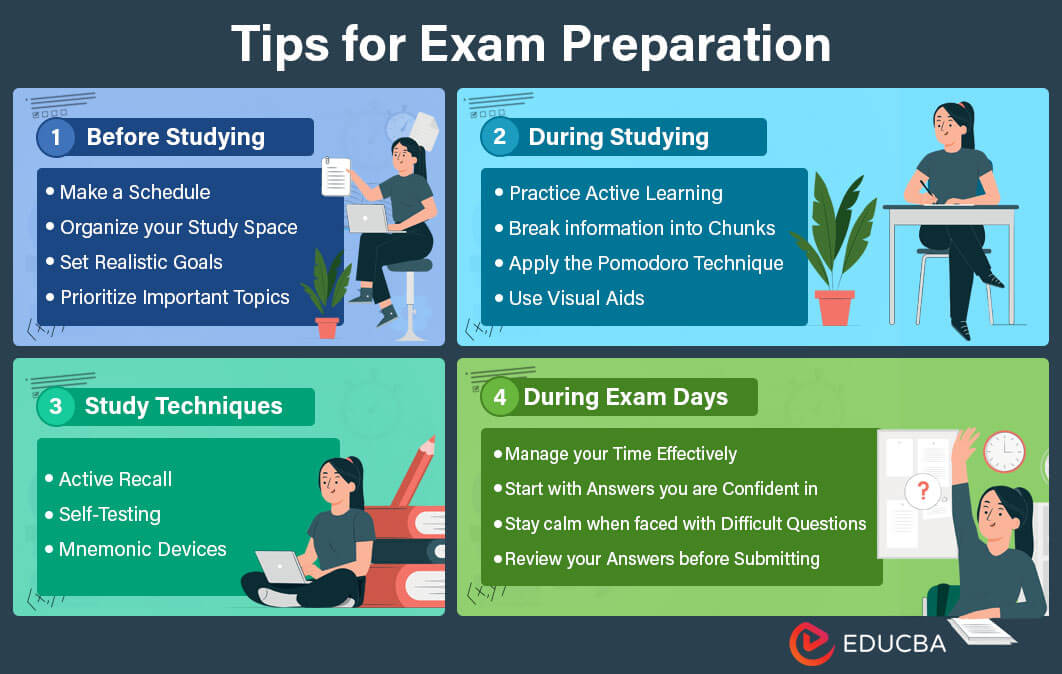 Tips for Exam Preparation
1 Before Studying
• Make a Schedule
• Organize your Study Space
• Set Realistic Goals
• Prioritize Important Topics
2 During Studying
• Practice Active Learning
• Break information into Chunks
• Apply the Pomodoro Technique
• Use Visual Aids
3 Study Techniques
• Active Recall
• Self-Testing
• Mnemonic Devices
4 During Exam Days
• Manage your Time Effectively
• Start with Answers you are Confident in
• Stay calm when faced with Difficult Questions
• Review your Answers before Submitting
?
EDUCBA